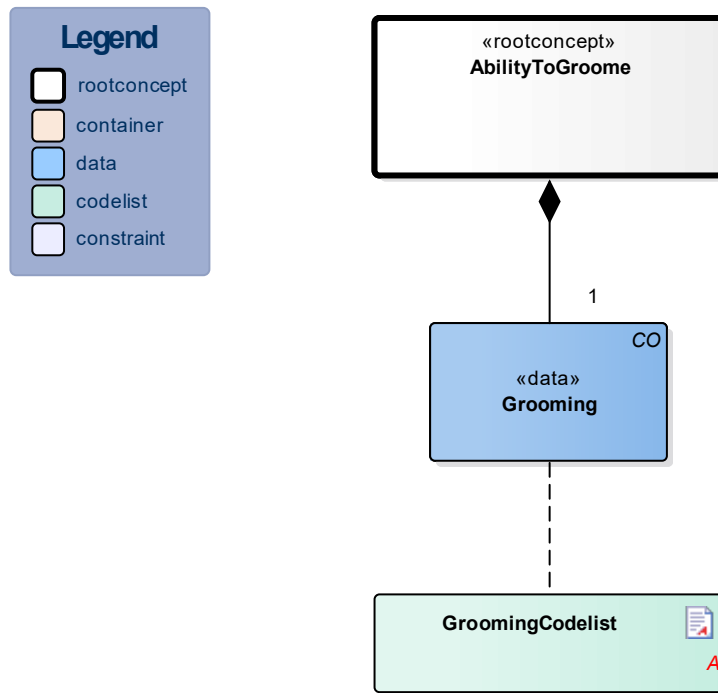 Legend
rootconcept
container
data
codelist
constraint
«rootconcept»
AbilityToGroome
1
CO
«data»
Grooming
GroomingCodelist
A